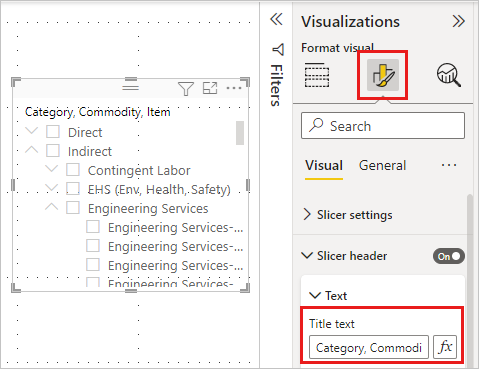 Category, Commodity, Item
Direct
Indirect
Contingent Labor
EHS (Env, Health, Safety)
Engineering Services
Engineering Services-...
Engineering Services-...
Engineering Services-...
Engineering Services-...
Filters
Visualizations
Format visual
Search
Visual General ...
Slicer settings
Slicer header On
Text
Title text
Category, Commodi fx